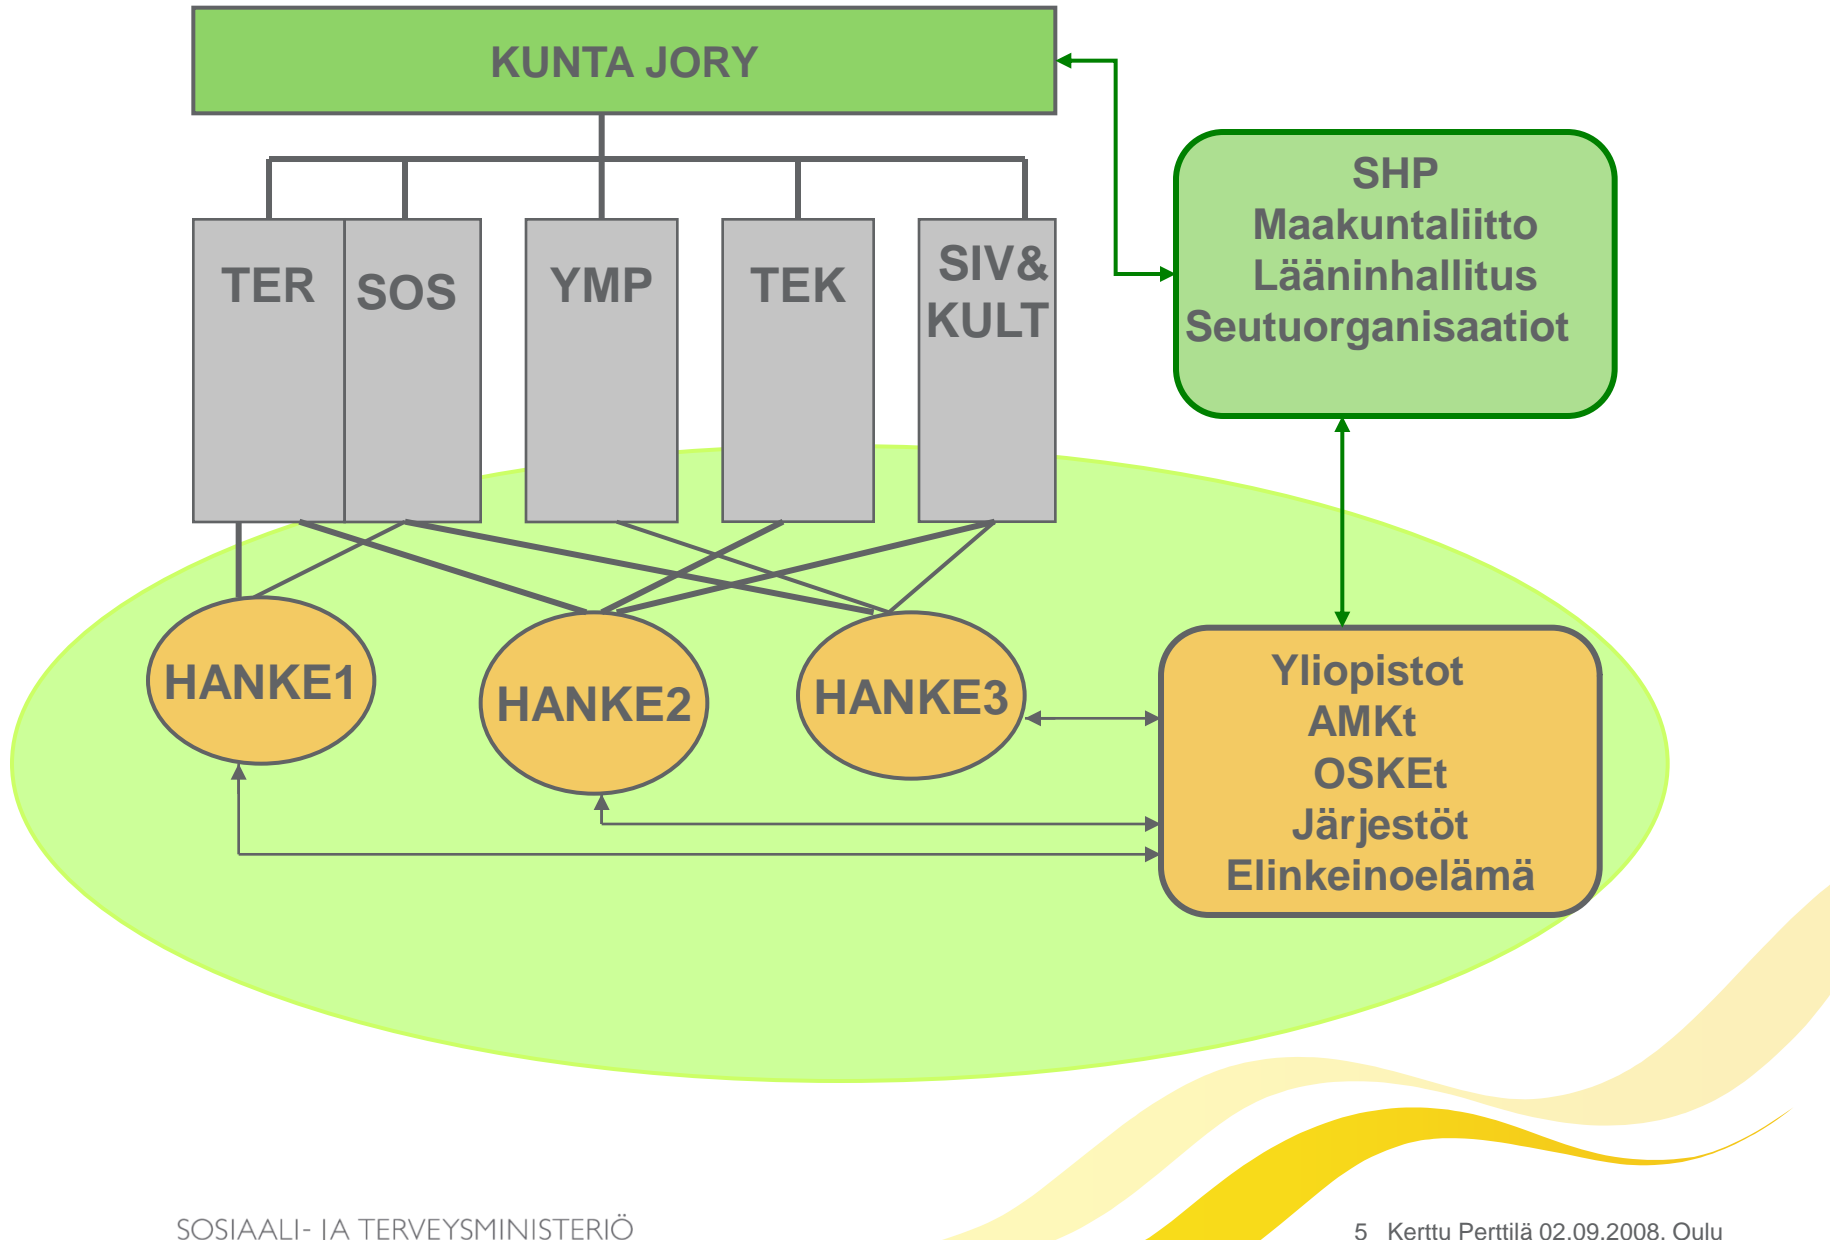 KUNTA JORY
SHP
Maakuntaliitto
Lääninhallitus
Seutuorganisaatiot
TER
SOS
YMP
TEK
SIV&
KULT
HANKE1
HANKE2
HANKE3
Yliopistot
AMKt
OSKEt
Järjestöt
Elinkeinoelämä
SOSIAALI- JA TERVEYSMINISTERIÖ
5 Kerttu Perttilä 02.09.2008. Oulu